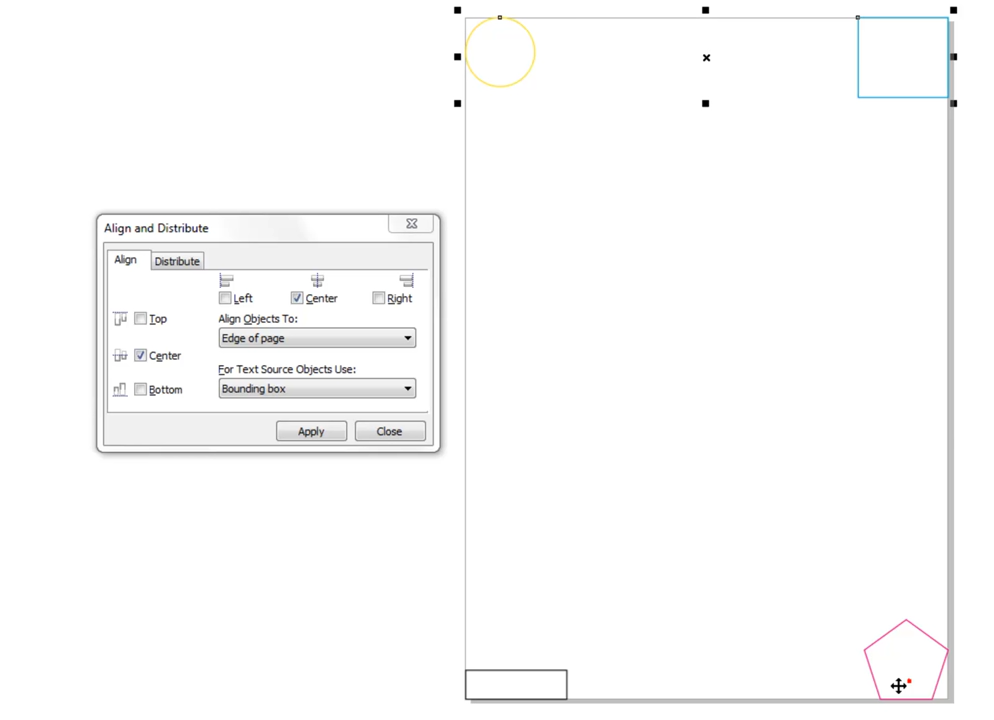 Align and Distribute
Align Distribute
Left Center Right
Top
Align Objects To:
Edge of page
Center
For Text Source Objects Use:
Bounding box
Bottom
Apply Close